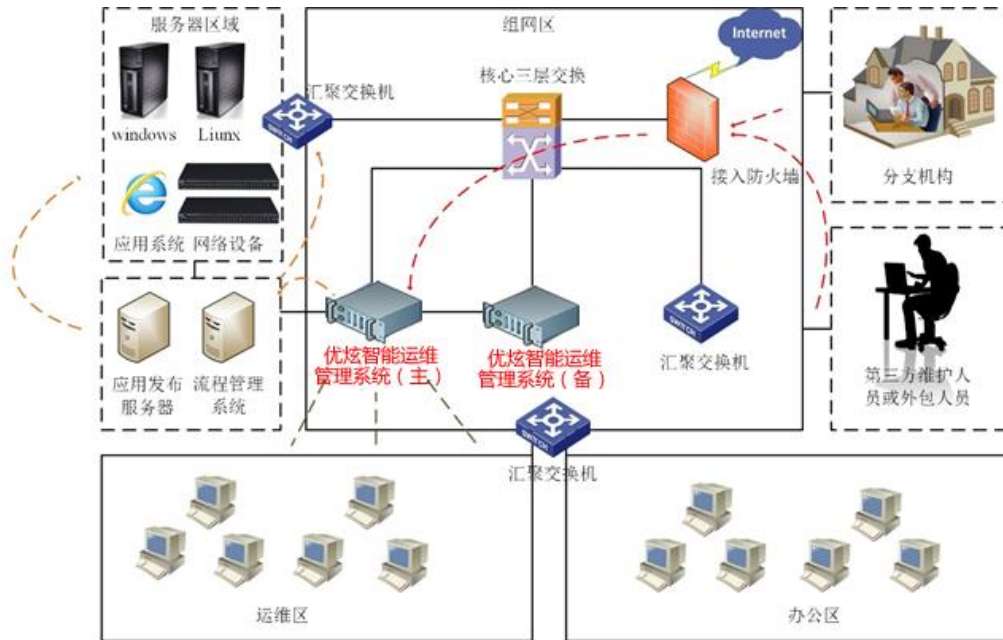 服务器区域
组网区
Internet
核心三层交换
汇聚交换机
windows
Liunx
接入防火墙
分支机构
应用系统
网络设备
优炫智能运维
管理系统（主）
优炫智能运维
管理系统（备）
汇聚交换机
应用发布
服务器
流程管理
系统
第三方维护人
员或外包人员
汇聚交换机
运维区
办公区
SWITCH
SWITCH
SWITCH